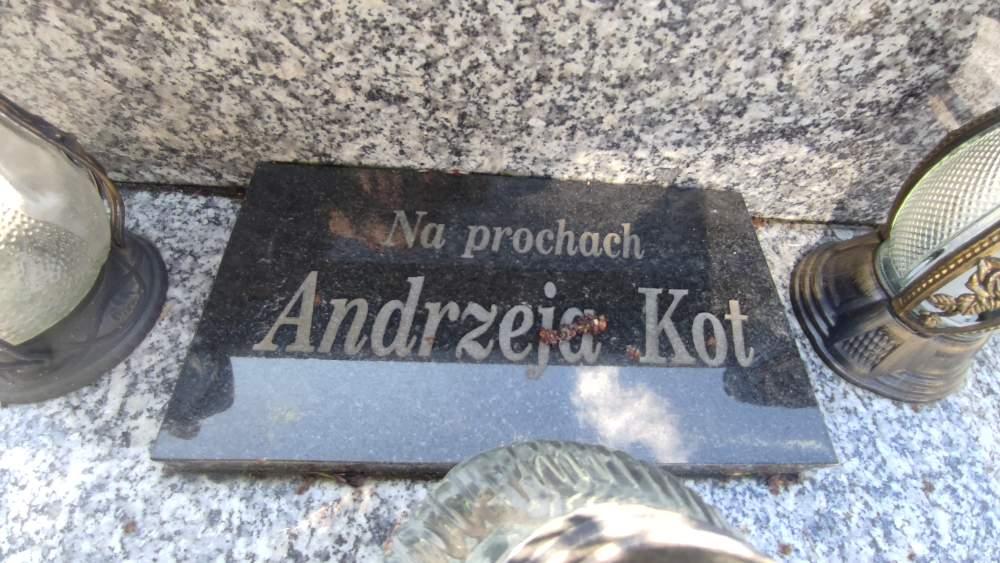 Na prochach
Andrzeja Kot